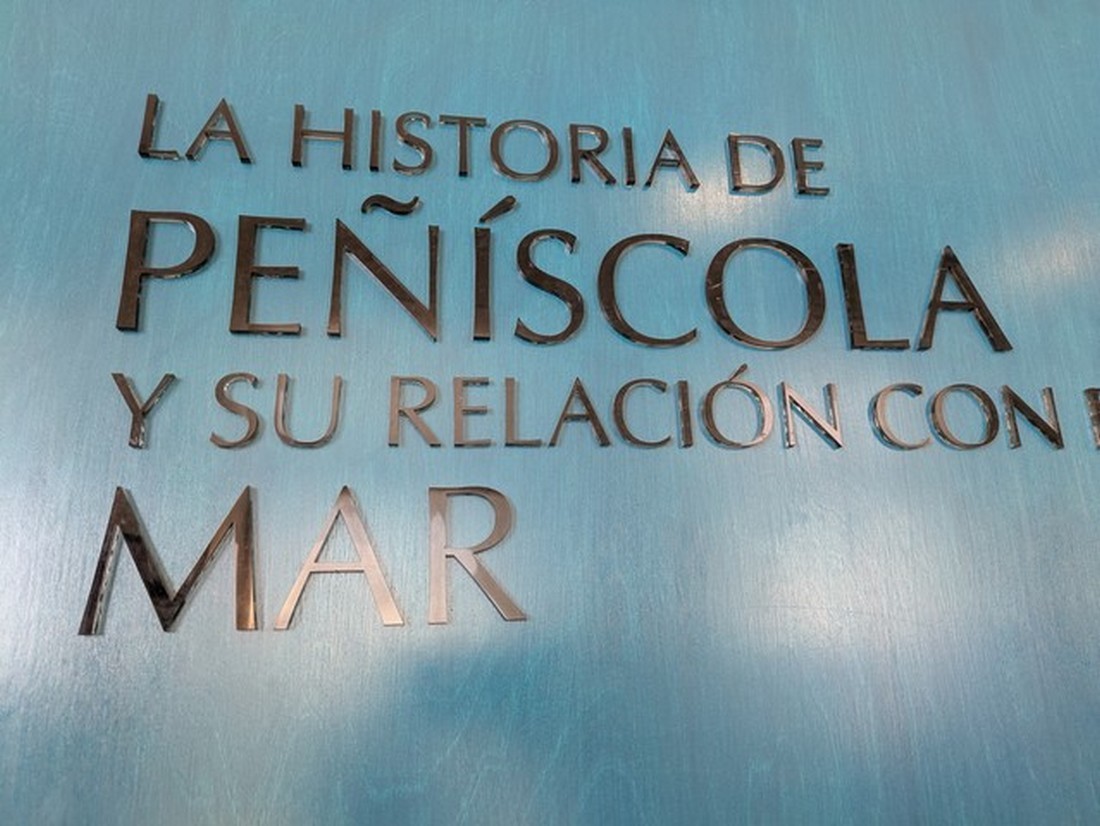 LA HISTORIA DE
PEÑÍSCOLA
Y SU RELACIÓN CON
MAR